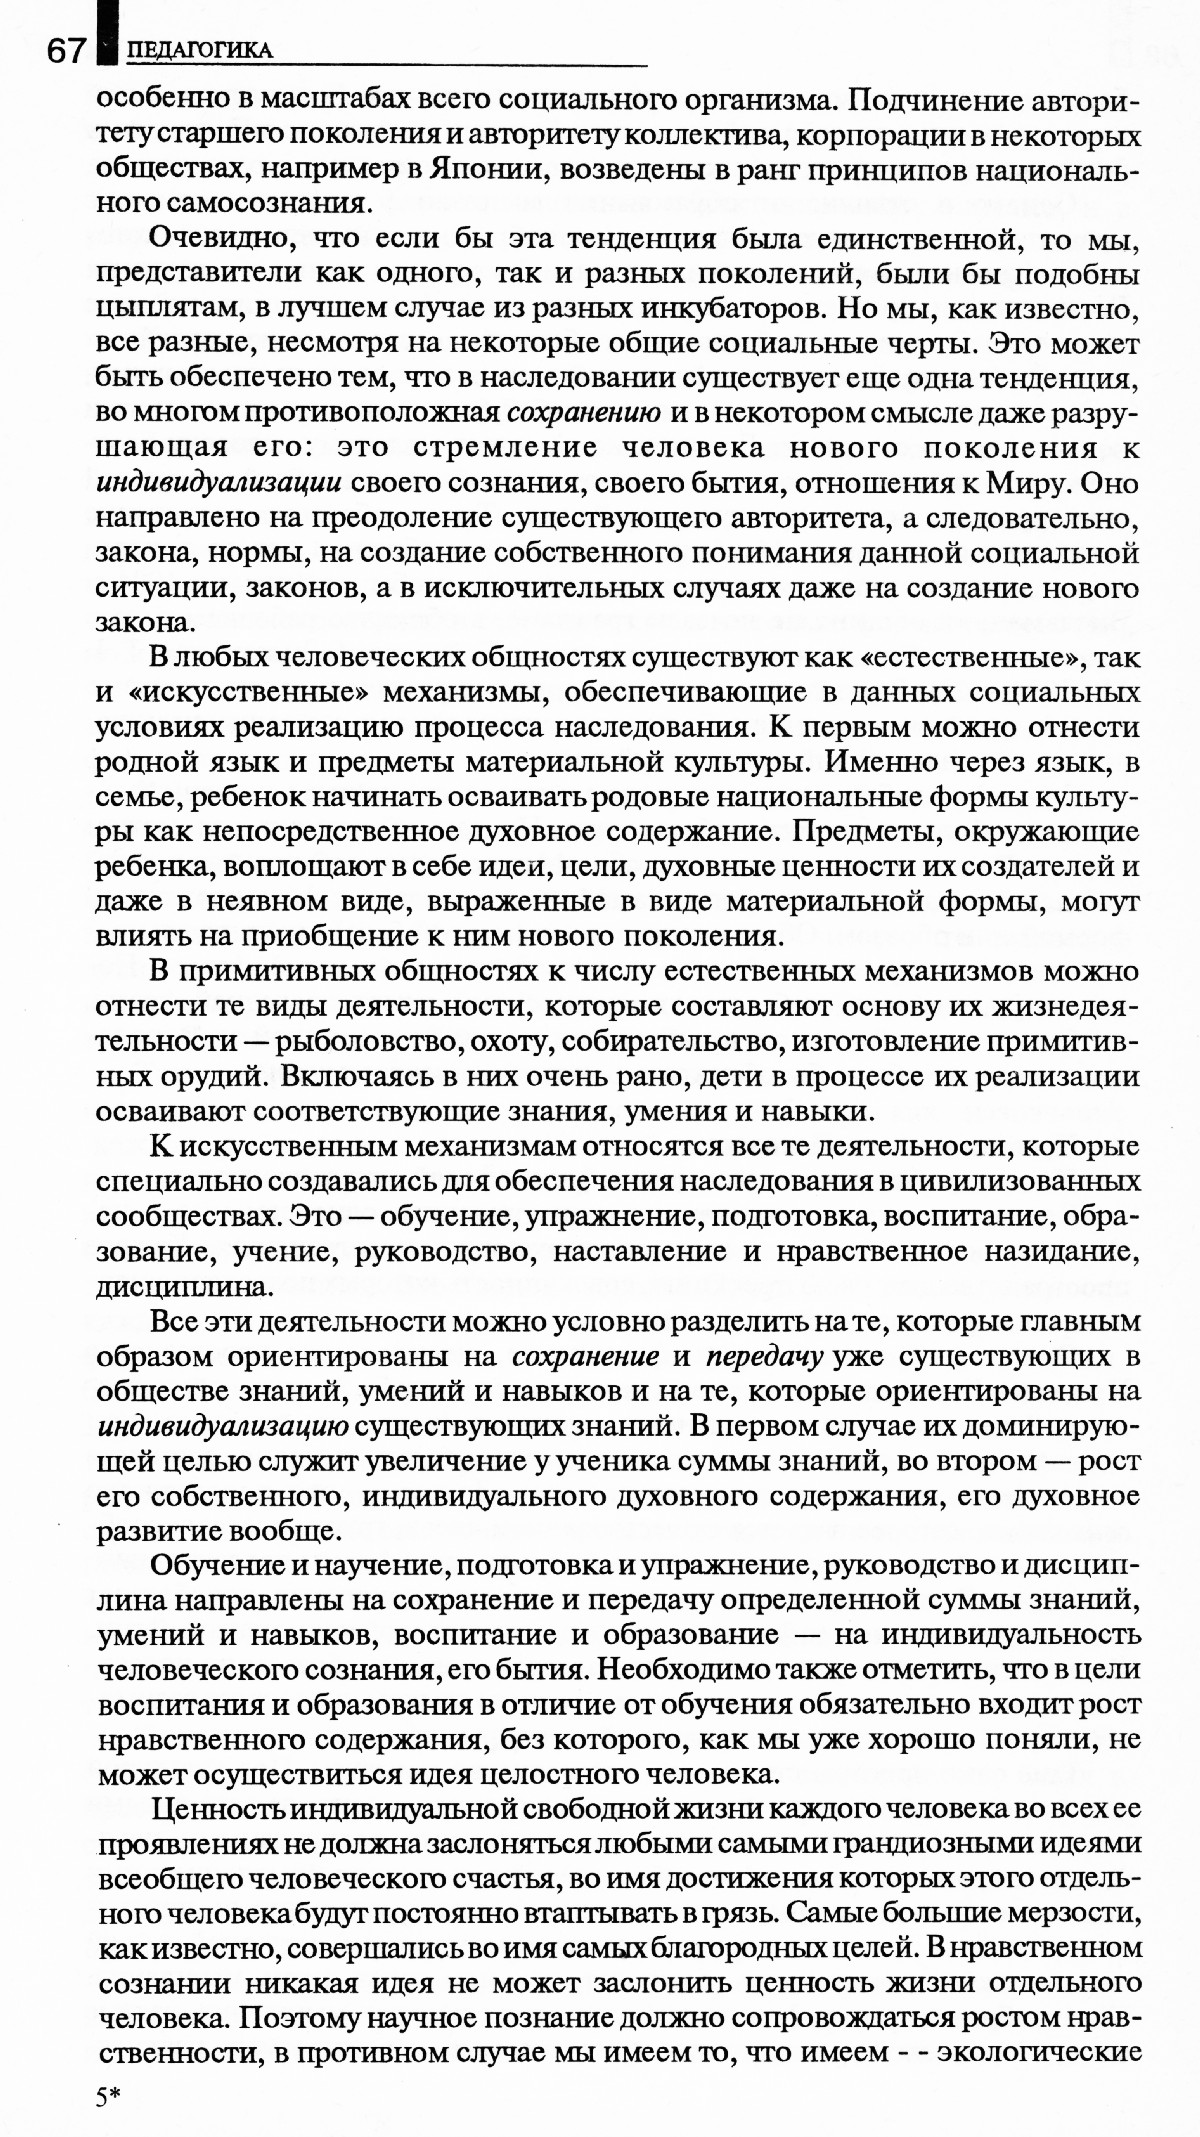 67 ПЕДАГОГИКА
особенно в масштабах всего социального организма. Подчинение автори-
тету старшего поколения и авторитету коллектива, корпорации в некоторых
обществах, например в Японии, возведены в ранг принципов националь-
ного самосознания.
Очевидно, что если бы эта тенденция была единственной, то мы,
представители как одного, так и разных поколений, были бы подобны
цыплятам, в лучшем случае из разных инкубаторов. Но мы, как известно,
все разные, несмотря на некоторые общие социальные черты. Это может
быть обеспечено тем, что в наследовании существует еще одна тенденция,
во многом противоположная сохранению и в некотором смысле даже разру-
шающая его: это стремление человека нового поколения к
индивидуализации своего сознания, своего бытия, отношения к Миру. Оно
направлено на преодоление существующего авторитета, а следовательно,
закона, нормы, на создание собственного понимания данной социальной
ситуации, законов, а в исключительных случаях даже на создание нового
закона.
В любых человеческих общностях существуют как «естественные», так
и «искусственные» механизмы, обеспечивающие в данных социальных
условиях реализацию процесса наследования. К первым можно отнести
родной язык и предметы материальной культуры. Именно через язык, в
семье, ребенок начинать осваивать родовые национальные формы культу-
ры как непосредственное духовное содержание. Предметы, окружающие
ребенка, воплощают в себе идеи, цели, духовные ценности их создателей и
даже в неявном виде, выраженные в виде материальной формы, могут
влиять на приобщение к ним нового поколения.
В примитивных общностях к числу естественных механизмов можно
отнести те виды деятельности, которые составляют основу их жизнедея-
тельности — рыболовство, охоту, собирательство, изготовление примитив-
ных орудий. Включаясь в них очень рано, дети в процессе их реализации
осваивают соответствующие знания, умения и навыки.
К искусственным механизмам относятся все те деятельности, которые
специально создавались для обеспечения наследования в цивилизованных
сообществах. Это — обучение, упражнение, подготовка, воспитание, обра-
зование, учение, руководство, наставление и нравственное назидание,
дисциплина.
Все эти деятельности можно условно разделить на те, которые главным
образом ориентированы на сохранение и передачу уже существующих в
обществе знаний, умений и навыков и на те, которые ориентированы на
индивидуализацию существующих знаний. В первом случае их доминирую-
щей целью служит увеличение у ученика суммы знаний, во втором — рост
его собственного, индивидуального духовного содержания, его духовное
развитие вообще.
Обучение и научение, подготовка и упражнение, руководство и дисцип-
лина направлены на сохранение и передачу определенной суммы знаний,
умений и навыков, воспитание и образование — на индивидуальность
человеческого сознания, его бытия. Необходимо также отметить, что в цели
воспитания и образования в отличие от обучения обязательно входит рост
нравственного содержания, без которого, как мы уже хорошо поняли, не
может осуществиться идея целостного человека.
Ценность индивидуальной свободной жизни каждого человека во всех ее
проявлениях не должна заслоняться любыми самыми грандиозными идеями
всеобщего человеческого счастья, во имя достижения которых этого отдель-
ного человека будут постоянно втаптывать в грязь. Самые большие мерзости,
как известно, совершались во имя самых благородных целей. В нравственном
сознании никакая идея не может заслонить ценность жизни отдельного
человека. Поэтому научное познание должно сопровождаться ростом нрав-
ственности, в противном случае мы имеем то, что имеем - - экологические
5*